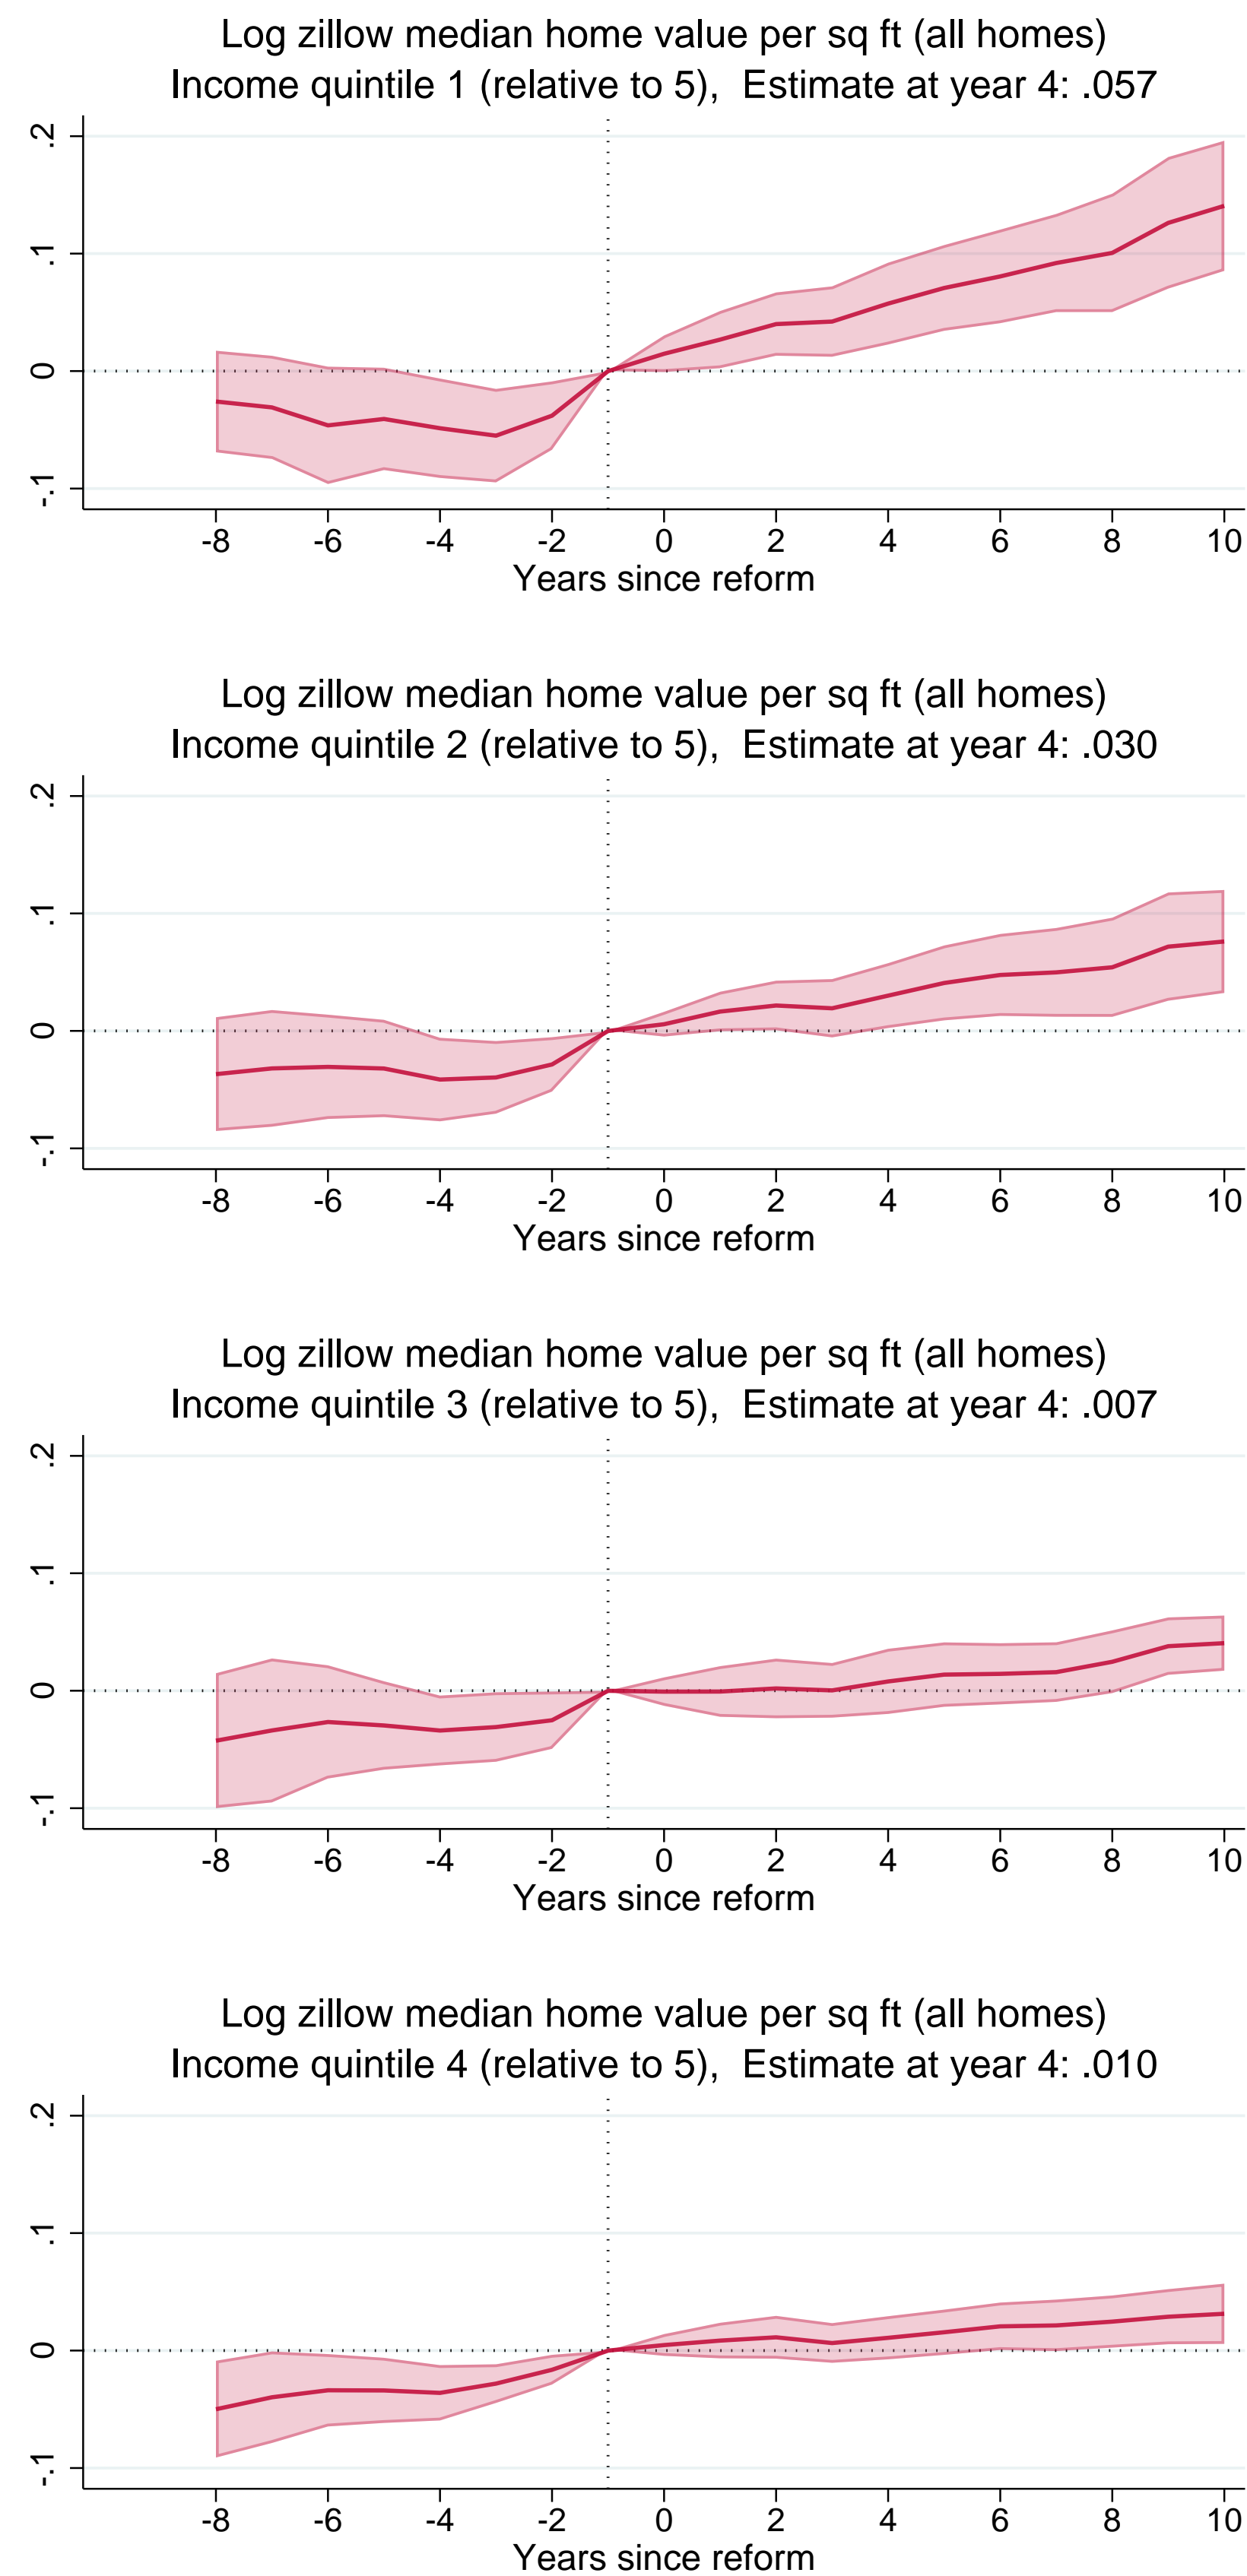 Log zillow median home value per sq ft (all homes)
Income quintile 1 (relative to 5),  Estimate at year 4: .057
.2
.1
0
-.1
-8 -6 -4 -2 0 2 4 6 8 10
Years since reform
Log zillow median home value per sq ft (all homes)
Income quintile 2 (relative to 5),  Estimate at year 4: .030
.2
.1
0
-.1
-8 -6 -4 -2 0 2 4 6 8 10
Years since reform
Log zillow median home value per sq ft (all homes)
Income quintile 3 (relative to 5),  Estimate at year 4: .007
.2
.1
0
-.1
-8 -6 -4 -2 0 2 4 6 8 10
Years since reform
Log zillow median home value per sq ft (all homes)
Income quintile 4 (relative to 5),  Estimate at year 4: .010
.2
.1
0
-.1
-8 -6 -4 -2 0 2 4 6 8 10
Years since reform